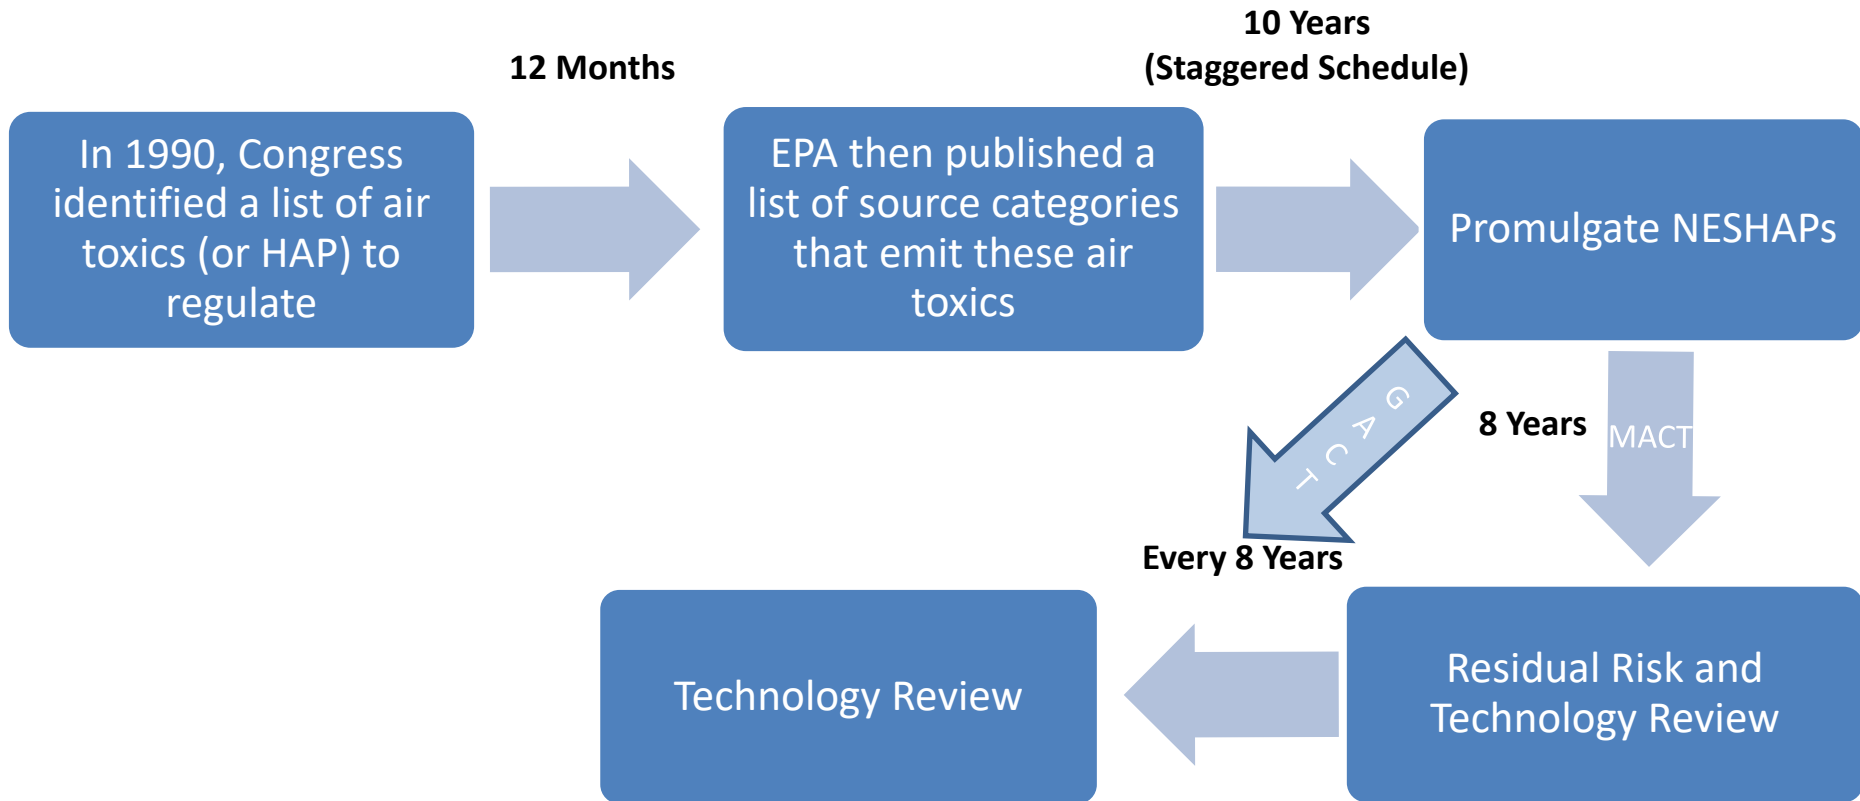 10 Years
(Staggered Schedule)
12 Months
In 1990, Congress
identified a list of air
toxics (or HAP) to
regulate
EPA then published a
list of source categories
that emit these air
toxics
Promulgate NESHAPs
GACT
8 Years
MACT
Every 8 Years
Technology Review
Residual Risk and
Technology Review